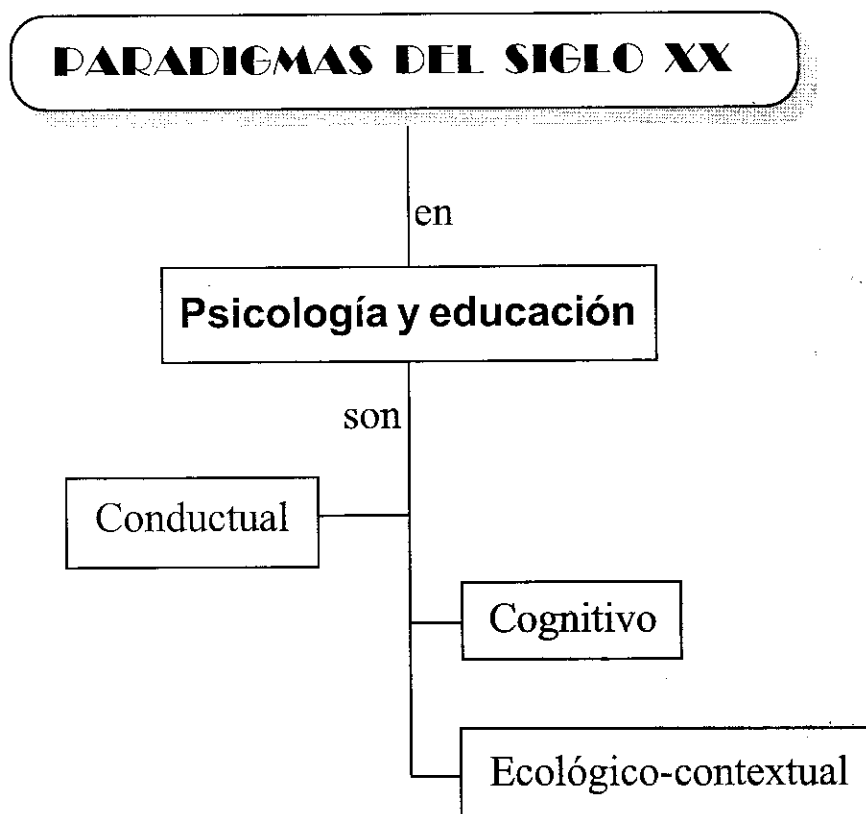 PARADIGMAS DEL SIGLO XX
en
Psicología y educación
son
Conductual
Cognitivo
Ecológico-contextual